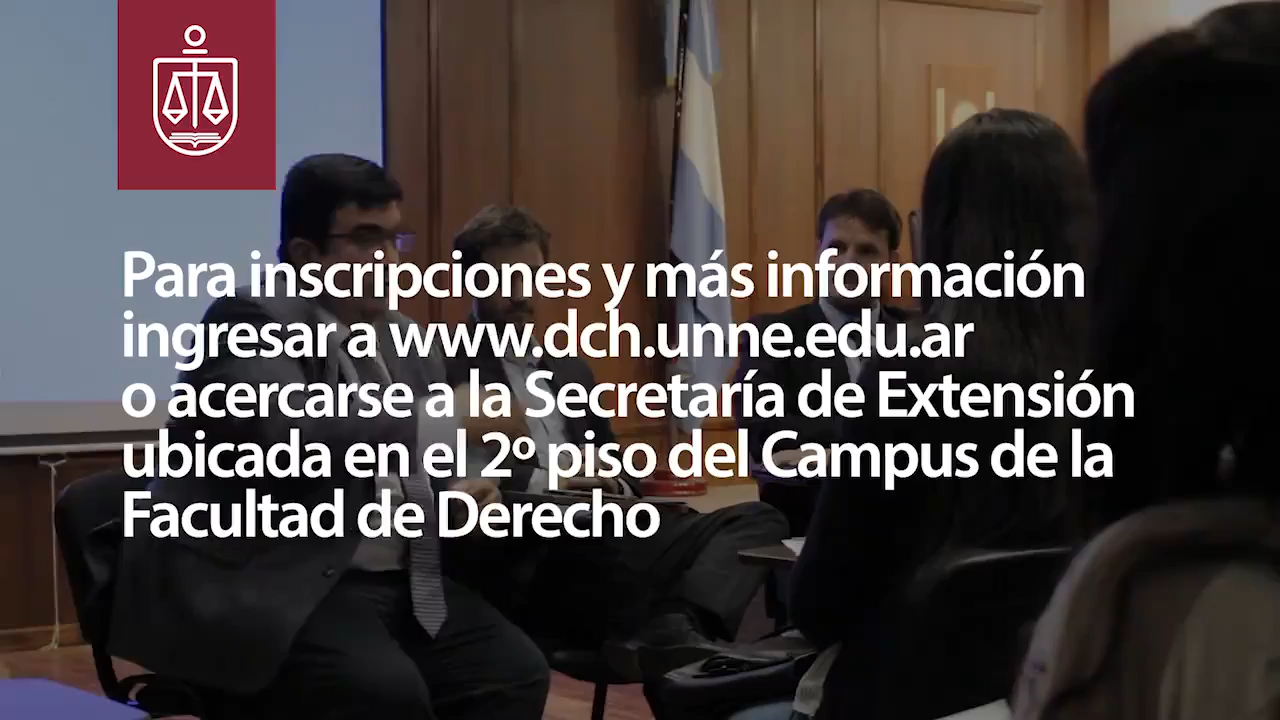 Para inscripciones y más información
ingresar a www.dch.unne.edu.ar
o acercarse a la Secretaría de Extensión
ubicada en el 2º piso del Campus de la
Facultad de Derecho